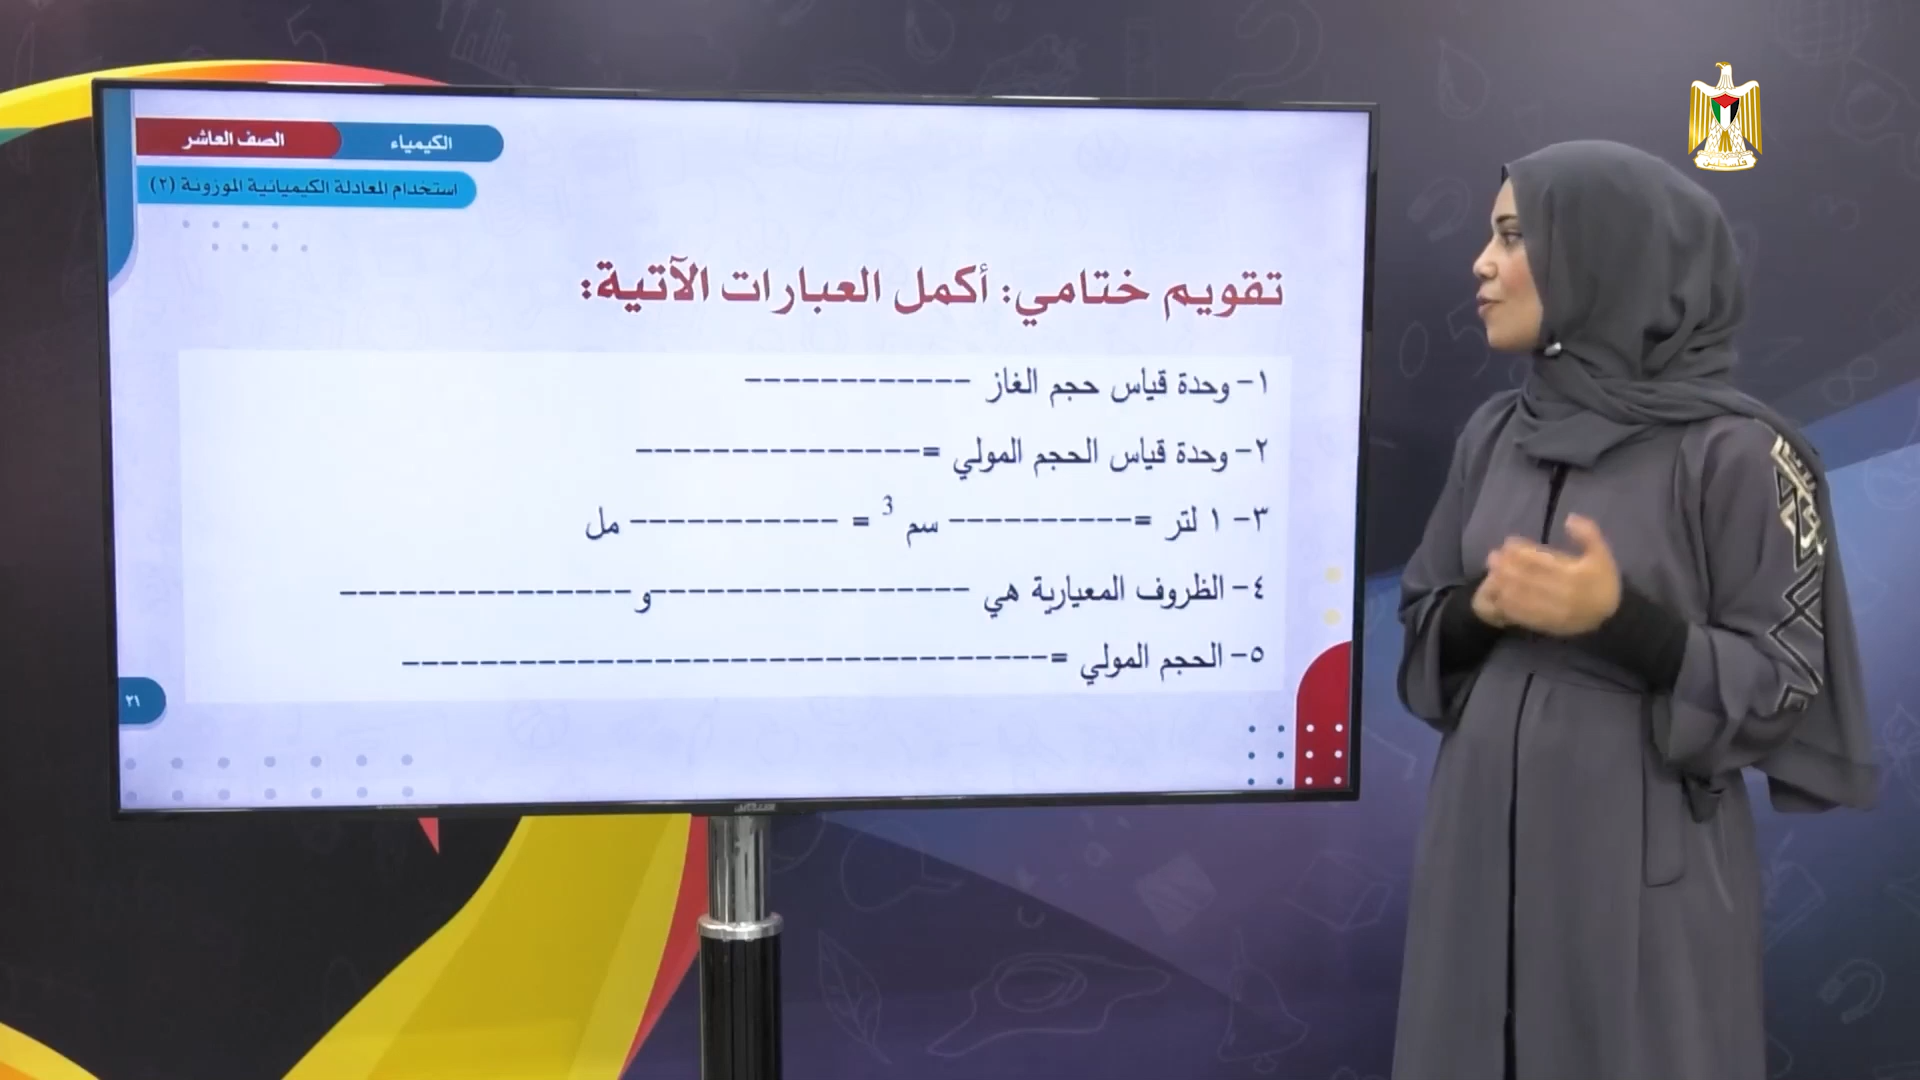 الكيمياء
الصف العاشر
استخدام المعادلة الكيميائية الموزونة (٢)
تقويم ختامي: أكمل العبارات الآتية:
١- وحدة قياس حجم الغاز ------------
٢- وحدة قياس الحجم المولي =---------------
٣- ١ لتر =---------- سم 3 = ----------- مل
٤- الظروف المعيارية هي -----------------و---------------
٥- الحجم المولي =----------------------------------
٢١
فلسطين